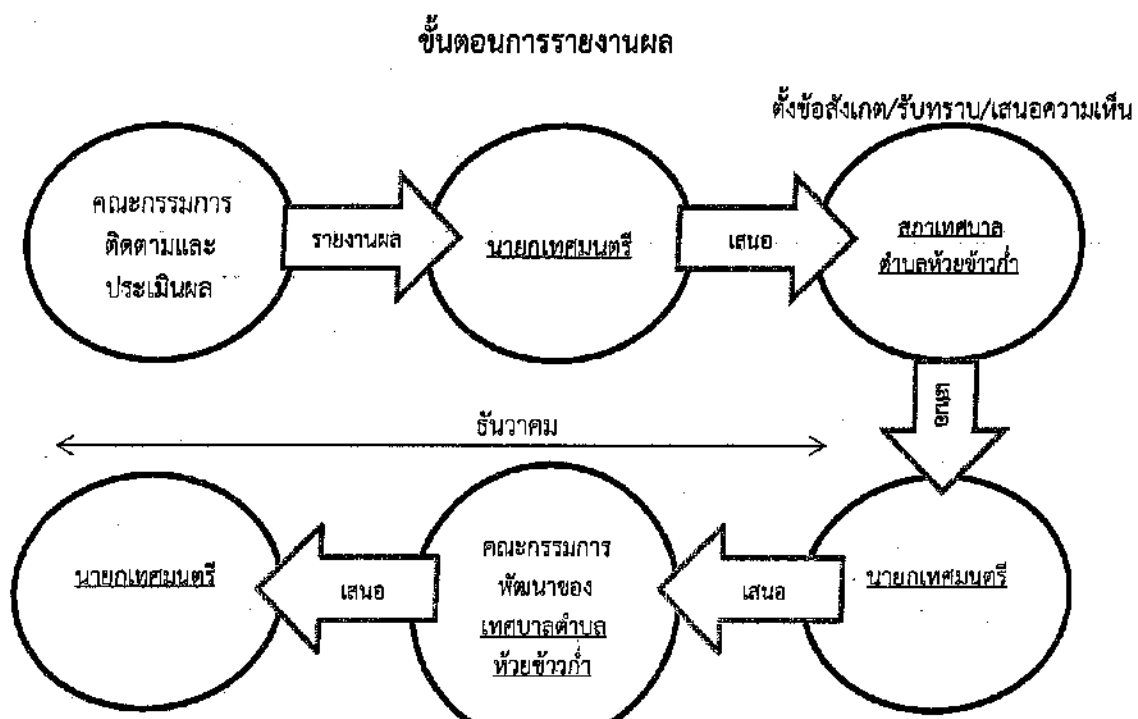 ขั้นตอนการรายงานผล
ตั้งข้อสังเกต/รับทราบ/เสนอความเห็น
คณะกรรมการ
ติดตามและ
ประเมินผล
รายงานผล
นายกเทศมนตรี
เสนอ
สภาเทศบาล
ตำบลห้วยข้าวก่ำ
เสนอ
ธันวาคม
นายกเทศมนตรี
เสนอ
คณะกรรมการ
พัฒนาของ
เทศบาลตำบล
ห้วยข้าวก่ำ
เสนอ
นายกเทศมนตรี